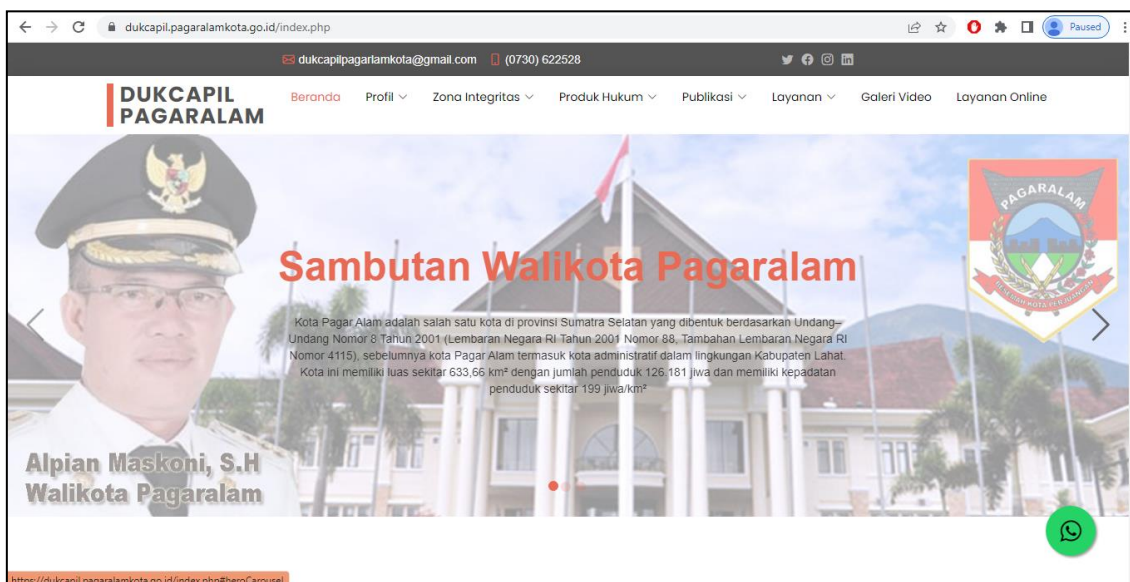 dukcapil.pagaralamkota.go.id/index.php
Paused
dukcapilpagarlamkota@gmail.com (0730) 622528
DUKCAPIL
PAGARALAM
Beranda Profil Zona Integritas Produk Hukum Publikasi Layanan Galeri Video Layanan Online
PAGARALAM
Sambutan Walikota Pagaralam
BESEMAH KOTA PERJUANGAN
Kota Pagar Alam adalah salah satu kota di provinsi Sumatra Selatan yang dibentuk berdasarkan Undang–
Undang Nomor 8 Tahun 2001 (Lembaran Negara RI Tahun 2001 Nomor 88, Tambahan Lembaran Negara RI
Nomor 4115), sebelumnya kota Pagar Alam termasuk kota administratif dalam lingkungan Kabupaten Lahat.
Kota ini memiliki luas sekitar 633,66 km² dengan jumlah penduduk 126.181 jiwa dan memiliki kepadatan
penduduk sekitar 199 jiwa/km²
Alpian Maskoni, S.H
Walikota Pagaralam
https://dukcapil.pagaralamkota.go.id/index.php#heroCarousel